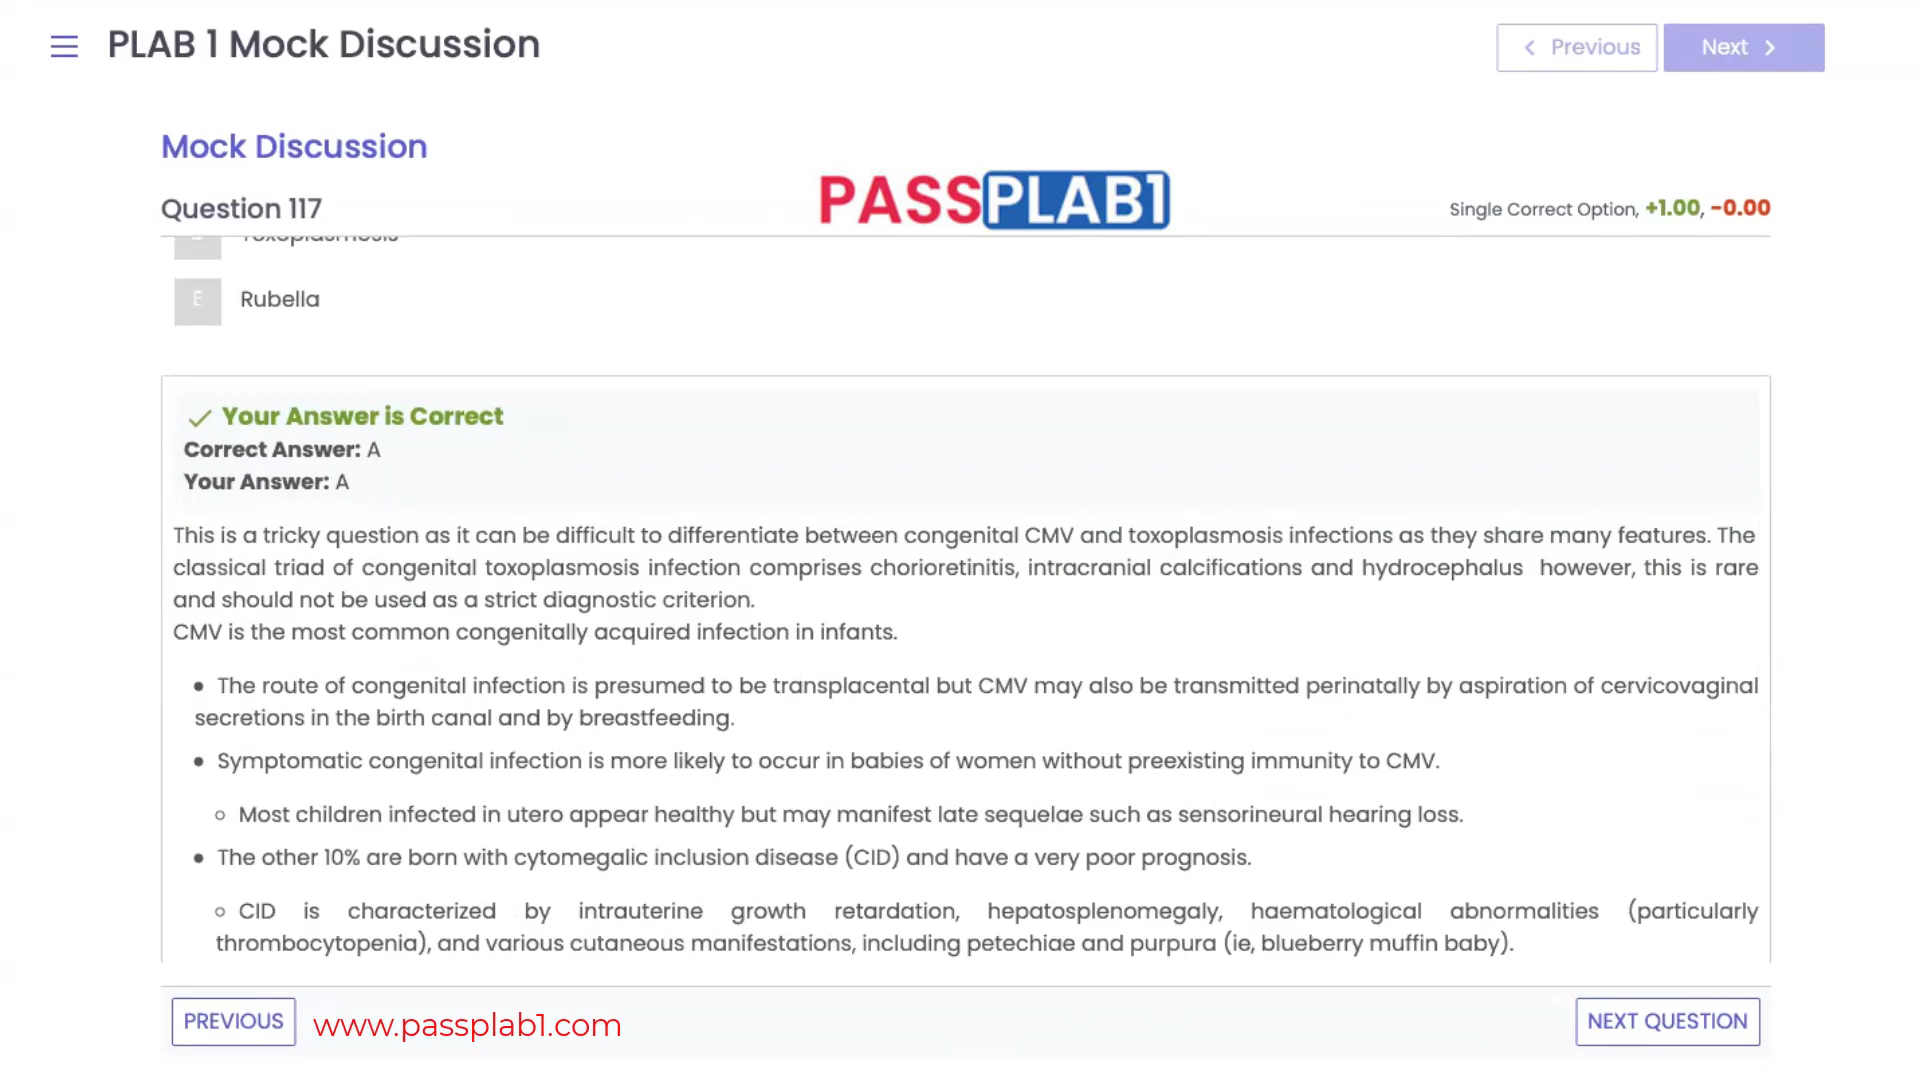 PLAB 1 Mock Discussion
Previous
Next
Mock Discussion
PASSPLAB1
Question 117
Single Correct Option, +1.00, -0.00
Toxoplasmosis
E Rubella
Your Answer is Correct
Correct Answer: A
Your Answer: A
This is a tricky question as it can be difficult to differentiate between congenital CMV and toxoplasmosis infections as they share many features. The
classical triad of congenital toxoplasmosis infection comprises chorioretinitis, intracranial calcifications and hydrocephalus however, this is rare
and should not be used as a strict diagnostic criterion.
CMV is the most common congenitally acquired infection in infants.
• The route of congenital infection is presumed to be transplacental but CMV may also be transmitted perinatally by aspiration of cervicovaginal
secretions in the birth canal and by breastfeeding.
• Symptomatic congenital infection is more likely to occur in babies of women without preexisting immunity to CMV.
○ Most children infected in utero appear healthy but may manifest late sequelae such as sensorineural hearing loss.
• The other 10% are born with cytomegalic inclusion disease (CID) and have a very poor prognosis.
○ CID is characterized by intrauterine growth retardation, hepatosplenomegaly, haematological abnormalities (particularly
thrombocytopenia), and various cutaneous manifestations, including petechiae and purpura (ie, blueberry muffin baby).
PREVIOUS
www.passplab1.com
NEXT QUESTION